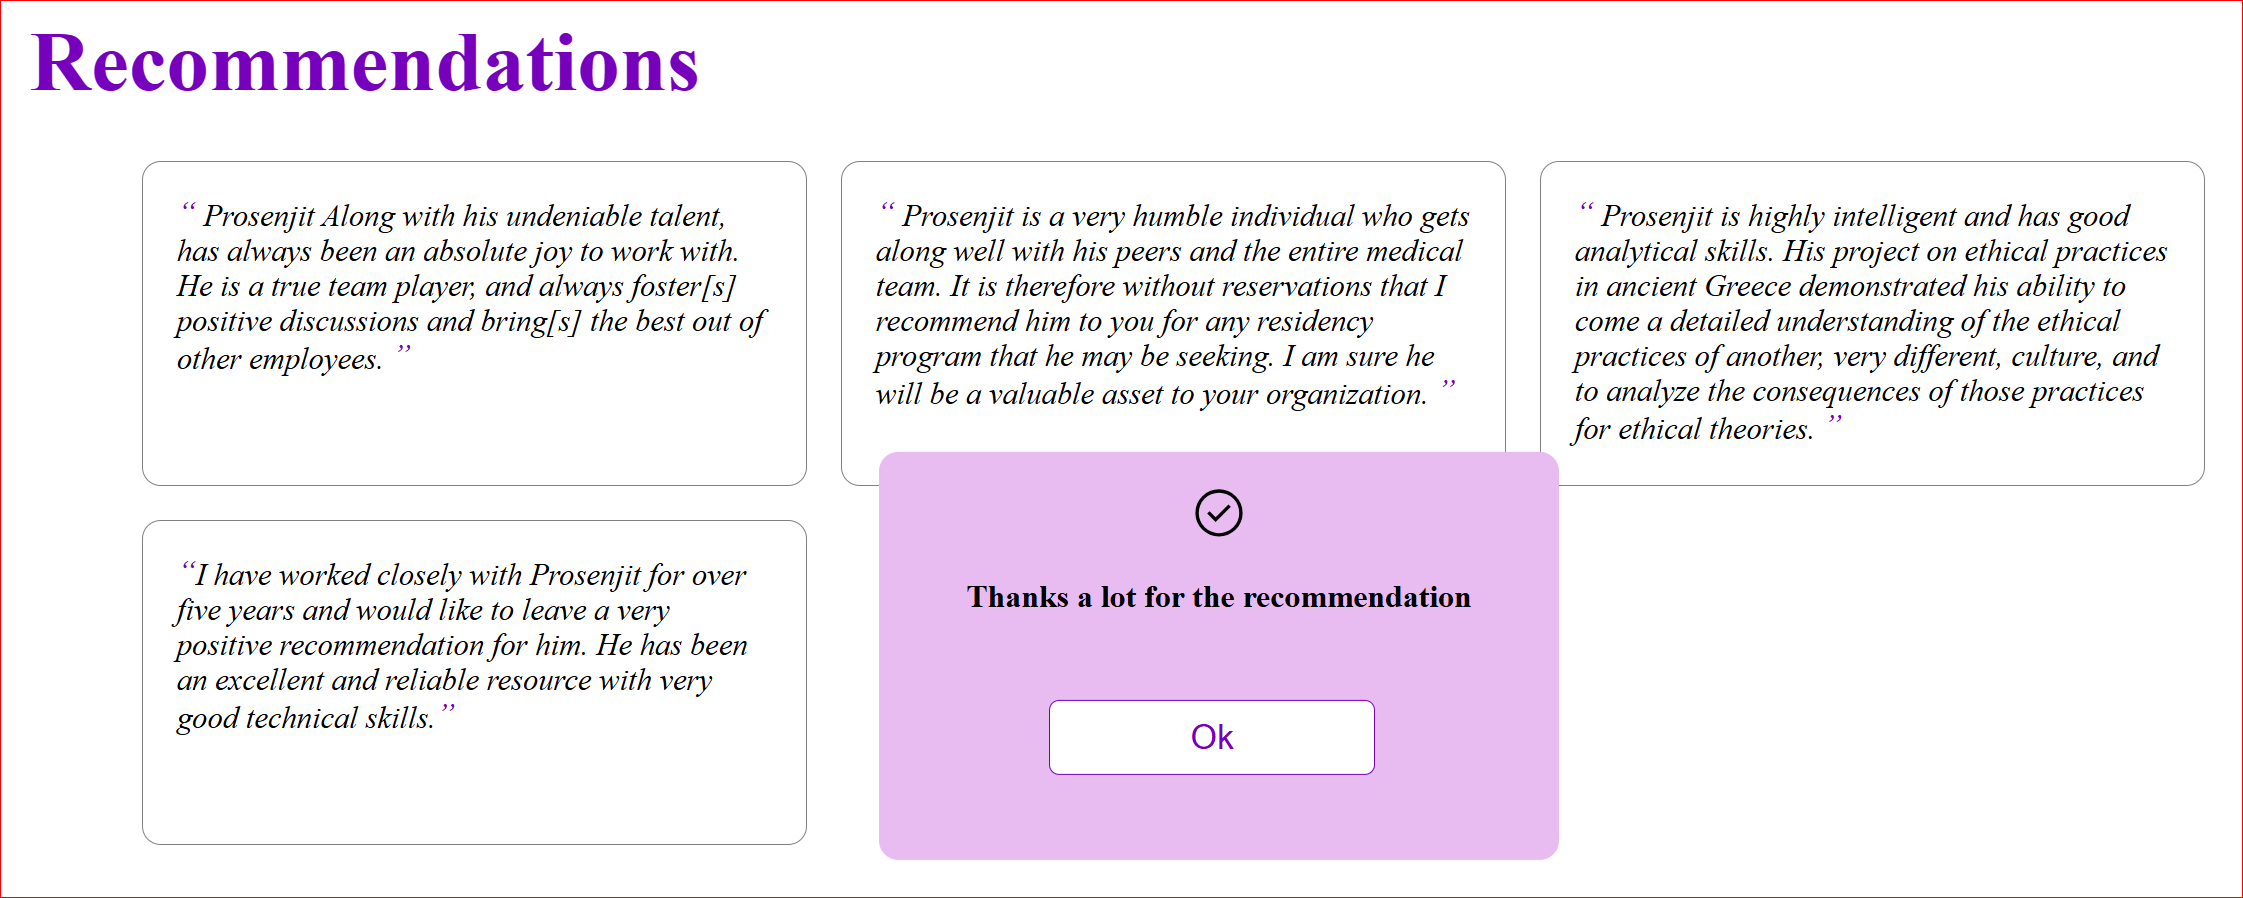 Recommendations
“ Prosenjit Along with his undeniable talent,
has always been an absolute joy to work with.
He is a true team player, and always foster[s]
positive discussions and bring[s] the best out of
other employees. ”
“ Prosenjit is a very humble individual who gets
along well with his peers and the entire medical
team. It is therefore without reservations that I
recommend him to you for any residency
program that he may be seeking. I am sure he
will be a valuable asset to your organization. ”
“ Prosenjit is highly intelligent and has good
analytical skills. His project on ethical practices
in ancient Greece demonstrated his ability to
come a detailed understanding of the ethical
practices of another, very different, culture, and
to analyze the consequences of those practices
for ethical theories. ”
“I have worked closely with Prosenjit for over
five years and would like to leave a very
positive recommendation for him. He has been
an excellent and reliable resource with very
good technical skills.”
Thanks a lot for the recommendation
Ok